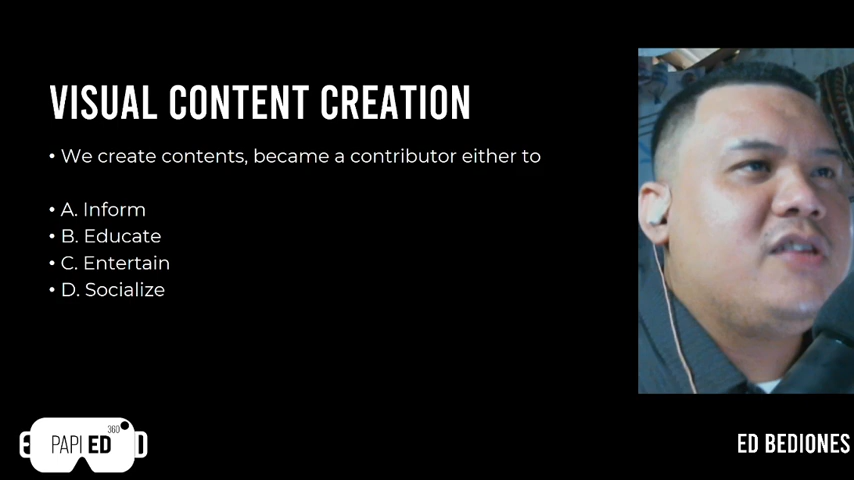 VISUAL CONTENT CREATION
• We create contents, became a contributor either to
• A. Inform
• B. Educate
• C. Entertain
• D. Socialize
360
PAPI ED
ED BEDIONES